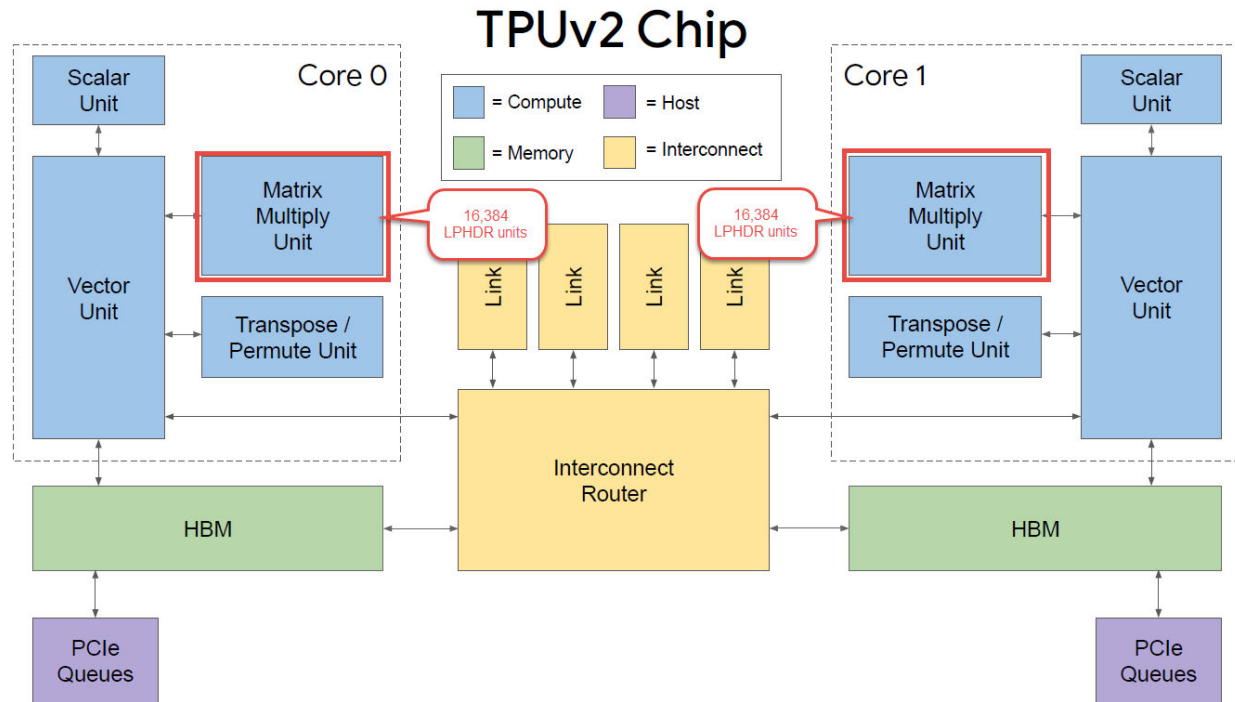 TPUv2 Chip
Core 0
Scalar
Unit
Matrix
Multiply
Unit
Vector
Unit
Transpose /
Permute Unit
16,384
LPHDR units
= Compute
= Host
= Memory
= Interconnect
Link
Link
Link
Link
Interconnect
Router
16,384
LPHDR units
Core 1
Scalar
Unit
Matrix
Multiply
Unit
Vector
Unit
Transpose /
Permute Unit
HBM
HBM
PCIe
Queues
PCIe
Queues